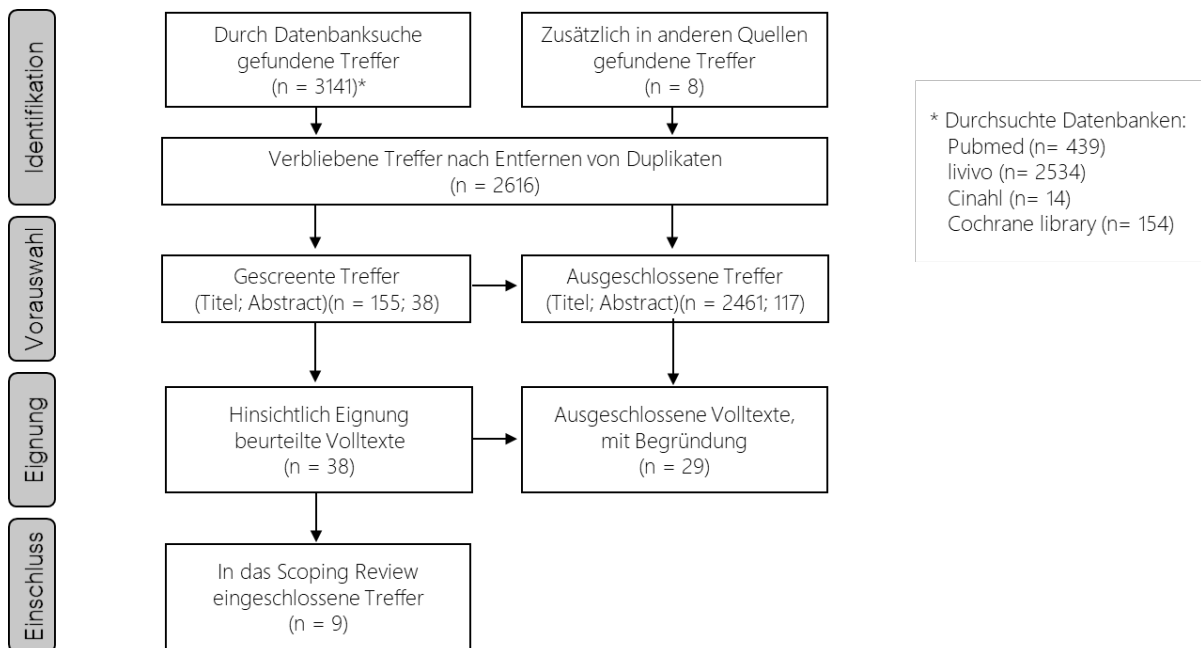 Identifikation
Durch Datenbanksuche
gefundene Treffer
(n = 3141)*
Zusätzlich in anderen Quellen
gefundene Treffer
(n = 8)
Verbliebene Treffer nach Entfernen von Duplikaten
(n = 2616)
* Durchsuchte Datenbanken:
Pubmed (n= 439)
livivo (n= 2534)
Cinahl (n= 14)
Cochrane library (n= 154)
Vorauswahl
Gescreente Treffer
(Titel; Abstract)(n = 155; 38)
Ausgeschlossene Treffer
(Titel; Abstract)(n = 2461; 117)
Eignung
Hinsichtlich Eignung
beurteilte Volltexte
(n = 38)
Ausgeschlossene Volltexte,
mit Begründung
(n = 29)
Einschluss
In das Scoping Review
eingeschlossene Treffer
(n = 9)